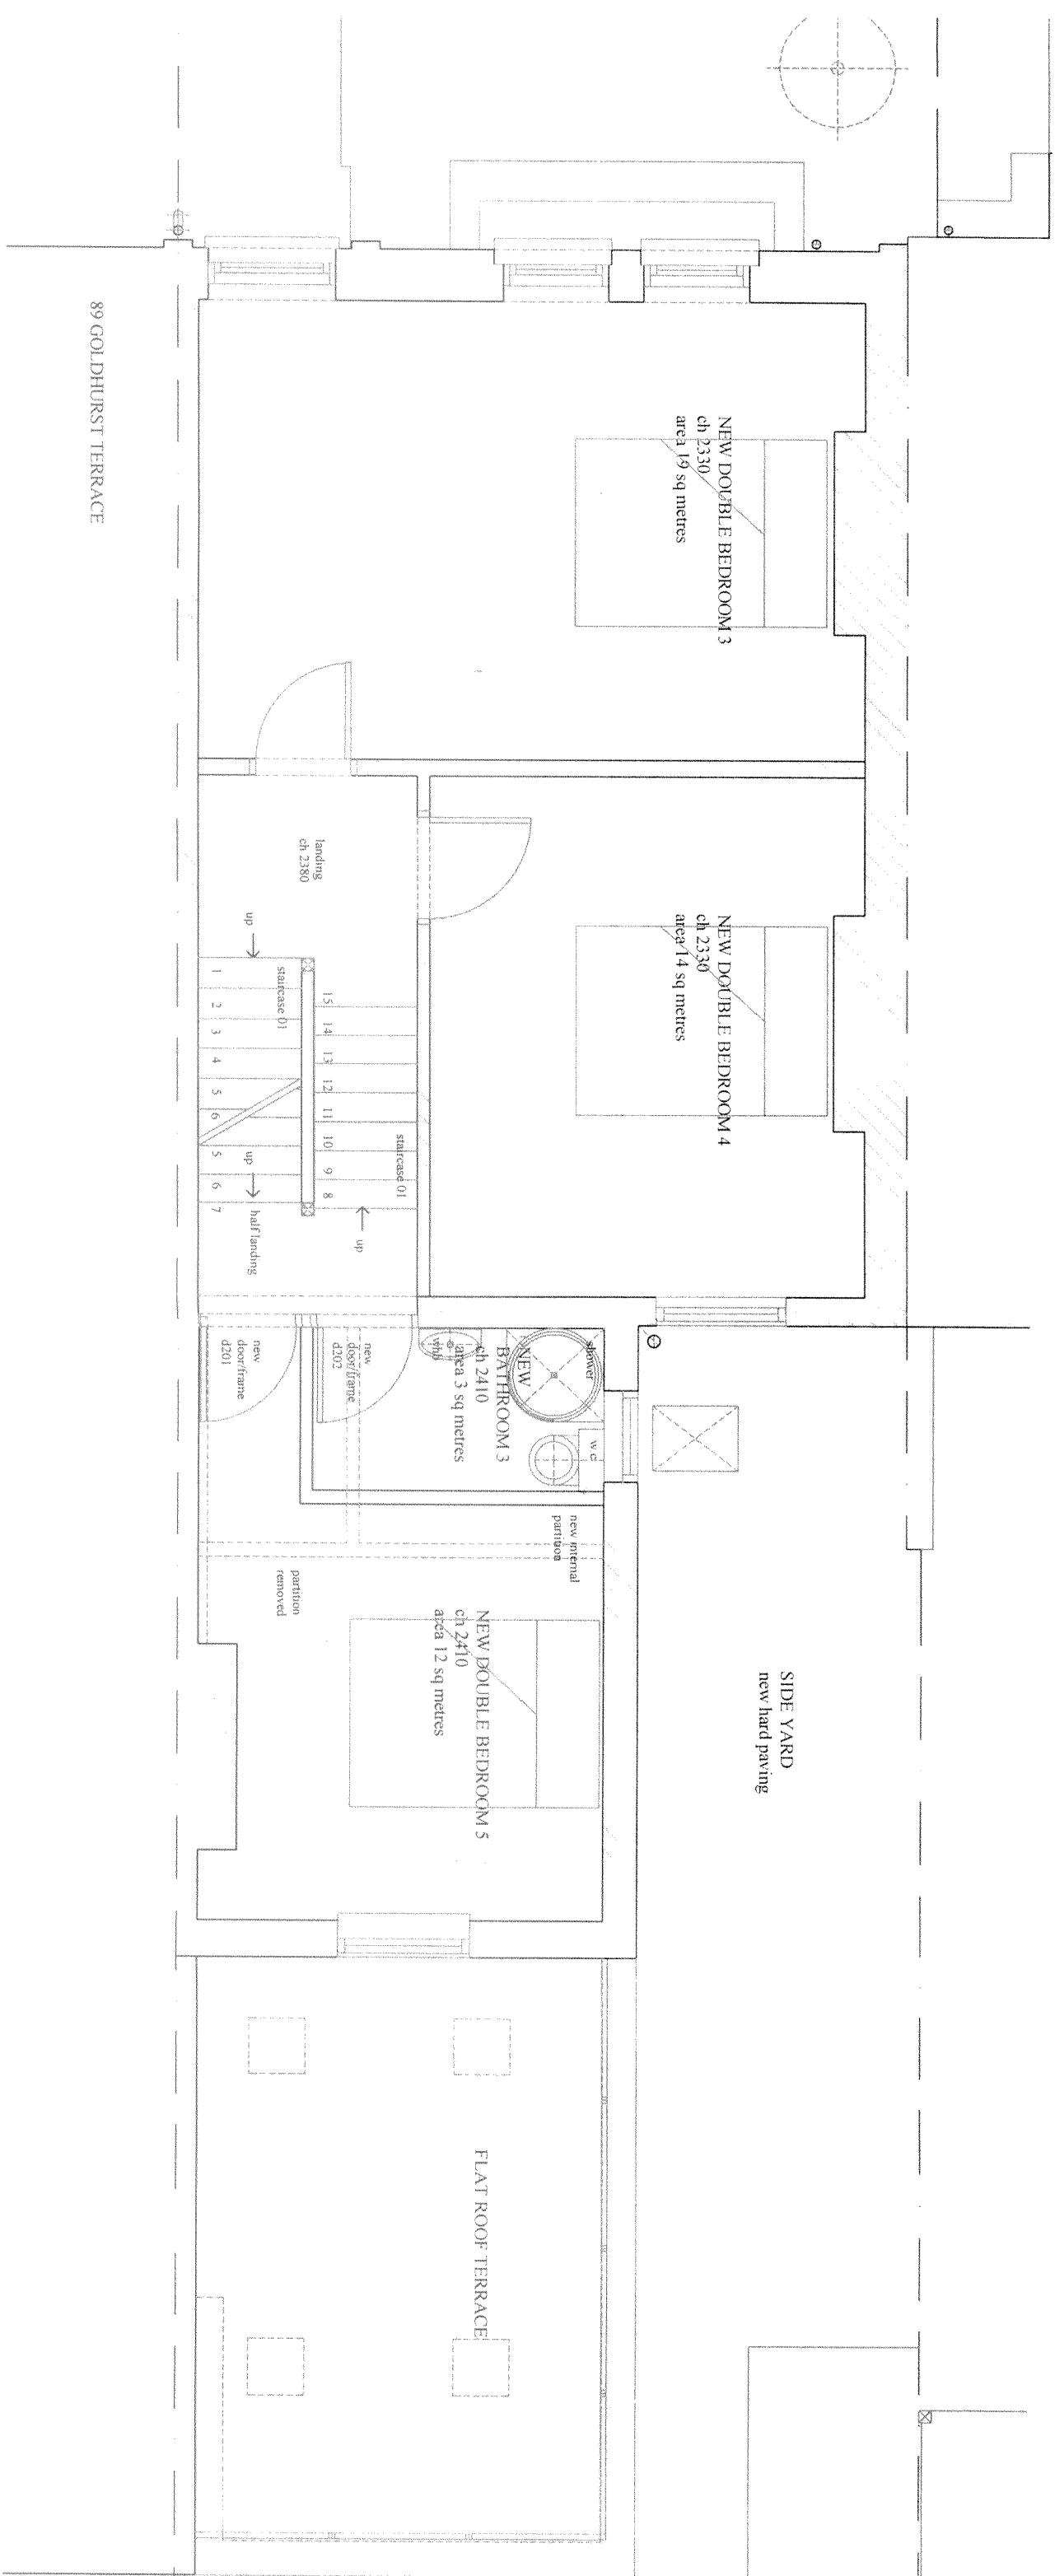 89 GOLDHURST TERRACE
NEW DOUBLE BEDROOM 3
ch 2330
area 19 sq metres
landing
ch 2380
NEW DOUBLE BEDROOM 4
ch 2330
area 14 sq metres
up
staircase 01
1
2
3
4
5
6
5
6
7
up
half landing
15
14
13
12
11
10
9
8
staircase 01
up
new
door/frame
d201
new
door/frame
d202
whb
shower
NEW
BATHROOM 3
ch 2410
area 3 sq metres
w c
new internal
partition
partition
removed
NEW DOUBLE BEDROOM 5
ch 2410
area 12 sq metres
SIDE YARD
new hard paving
FLAT ROOF TERRACE